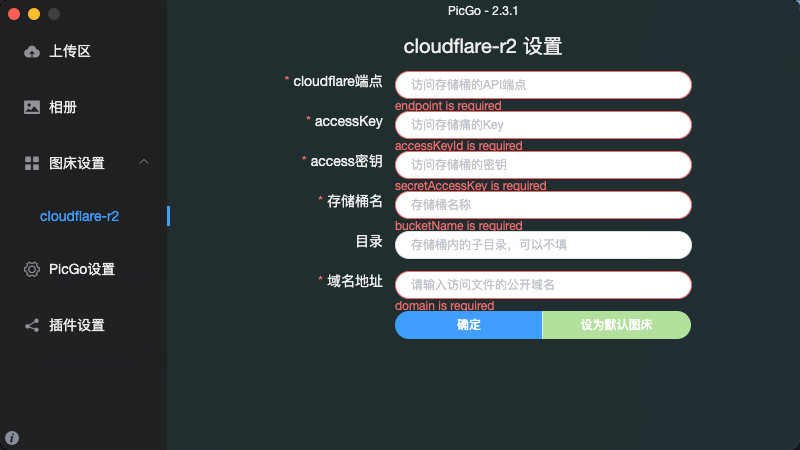 PicGo - 2.3.1
上传区
相册
图床设置
cloudflare-r2
PicGo设置
插件设置
cloudflare-r2 设置
* cloudflare端点
访问存储桶的API端点
endpoint is required
* accessKey
访问存储痛的Key
accessKeyId is required
* access密钥
访问存储桶的密钥
secretAccessKey is required
* 存储桶名
存储桶名称
bucketName is required
目录
存储桶内的子目录，可以不填
* 域名地址
请输入访问文件的公开域名
domain is required
确定
设为默认图床